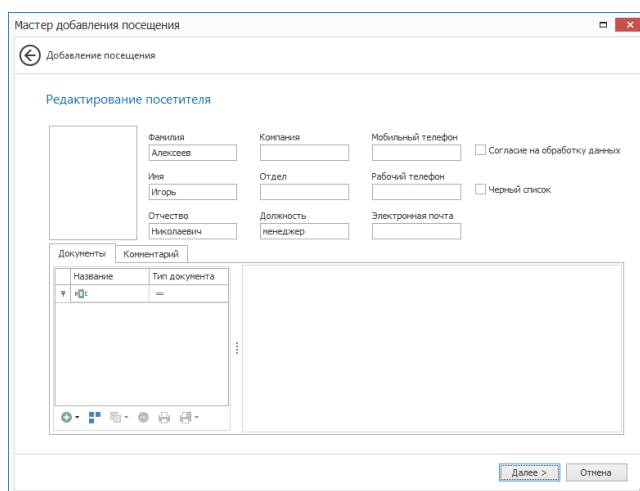 Мастер добавления посещения
Добавление посещения
Редактирование посетителя
Фамилия Компания Мобильный телефон
Алексеев
Согласие на обработку данных
Имя Отдел Рабочий телефон
Игорь
Черный список
Отчество Должность Электронная почта
Николаевич менеджер
Документы Комментарий
Название Тип документа
=
Далее > Отмена